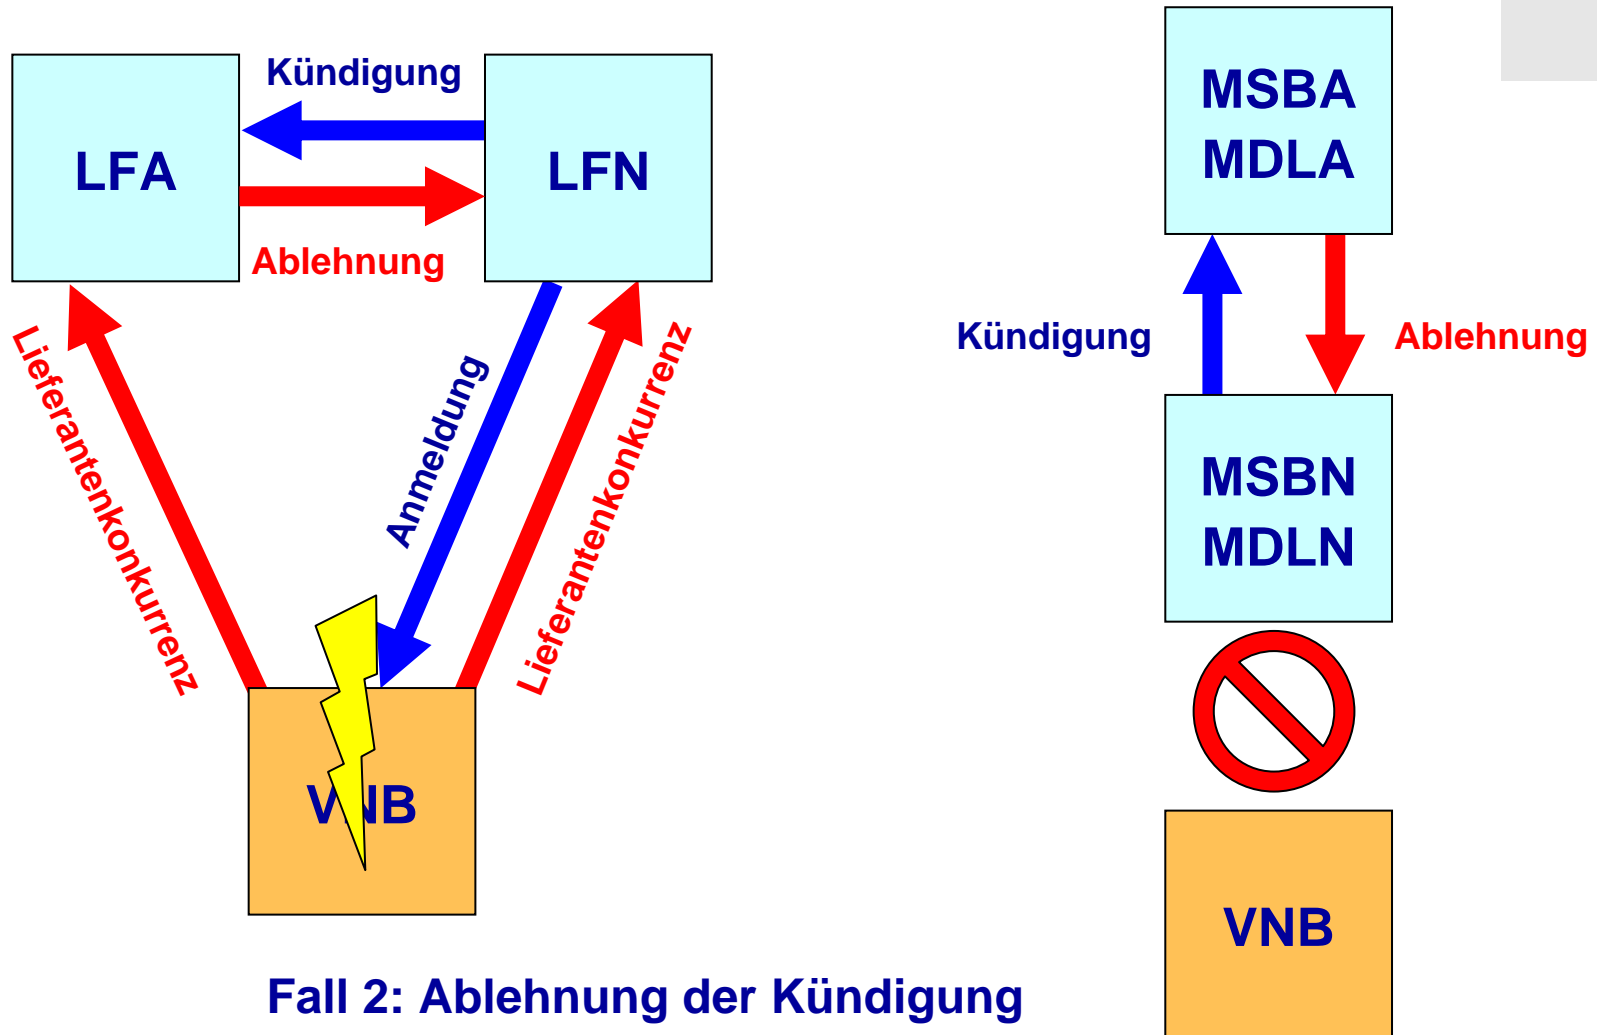 Kündigung
LFA
LFN
Ablehnung
Lieferantenkonkurrenz
Anmeldung
Lieferantenkonkurrenz
VNB
MSBA
MDLA
Kündigung
Ablehnung
MSBN
MDLN
VNB
Fall 2: Ablehnung der Kündigung